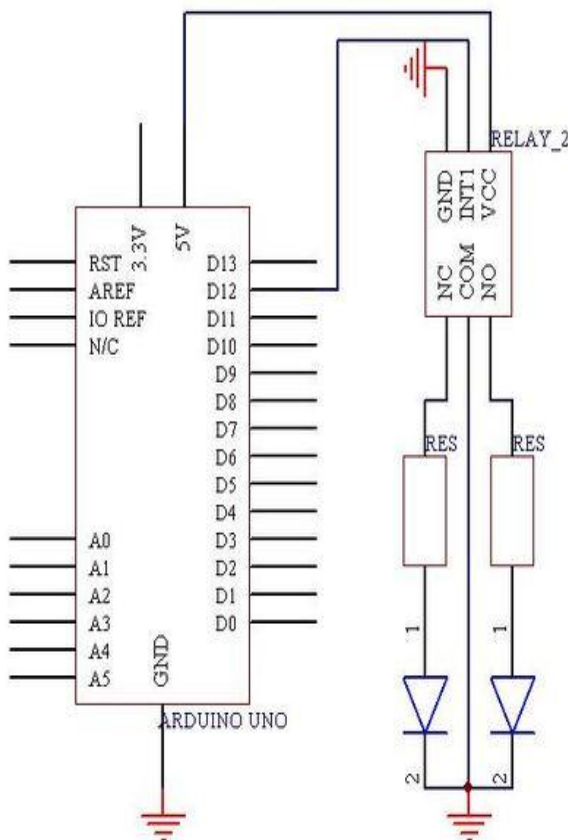 RELAY_2
GND
INT1
VCC
NC
COM
NO
3.3V
5V
RST
AREF
IO REF
N/C
A0
A1
A2
A3
A4
A5
D13
D12
D11
D10
D9
D8
D7
D6
D5
D4
D3
D2
D1
D0
GND
ARDUINO UNO
RES
RES
1
1
2
2